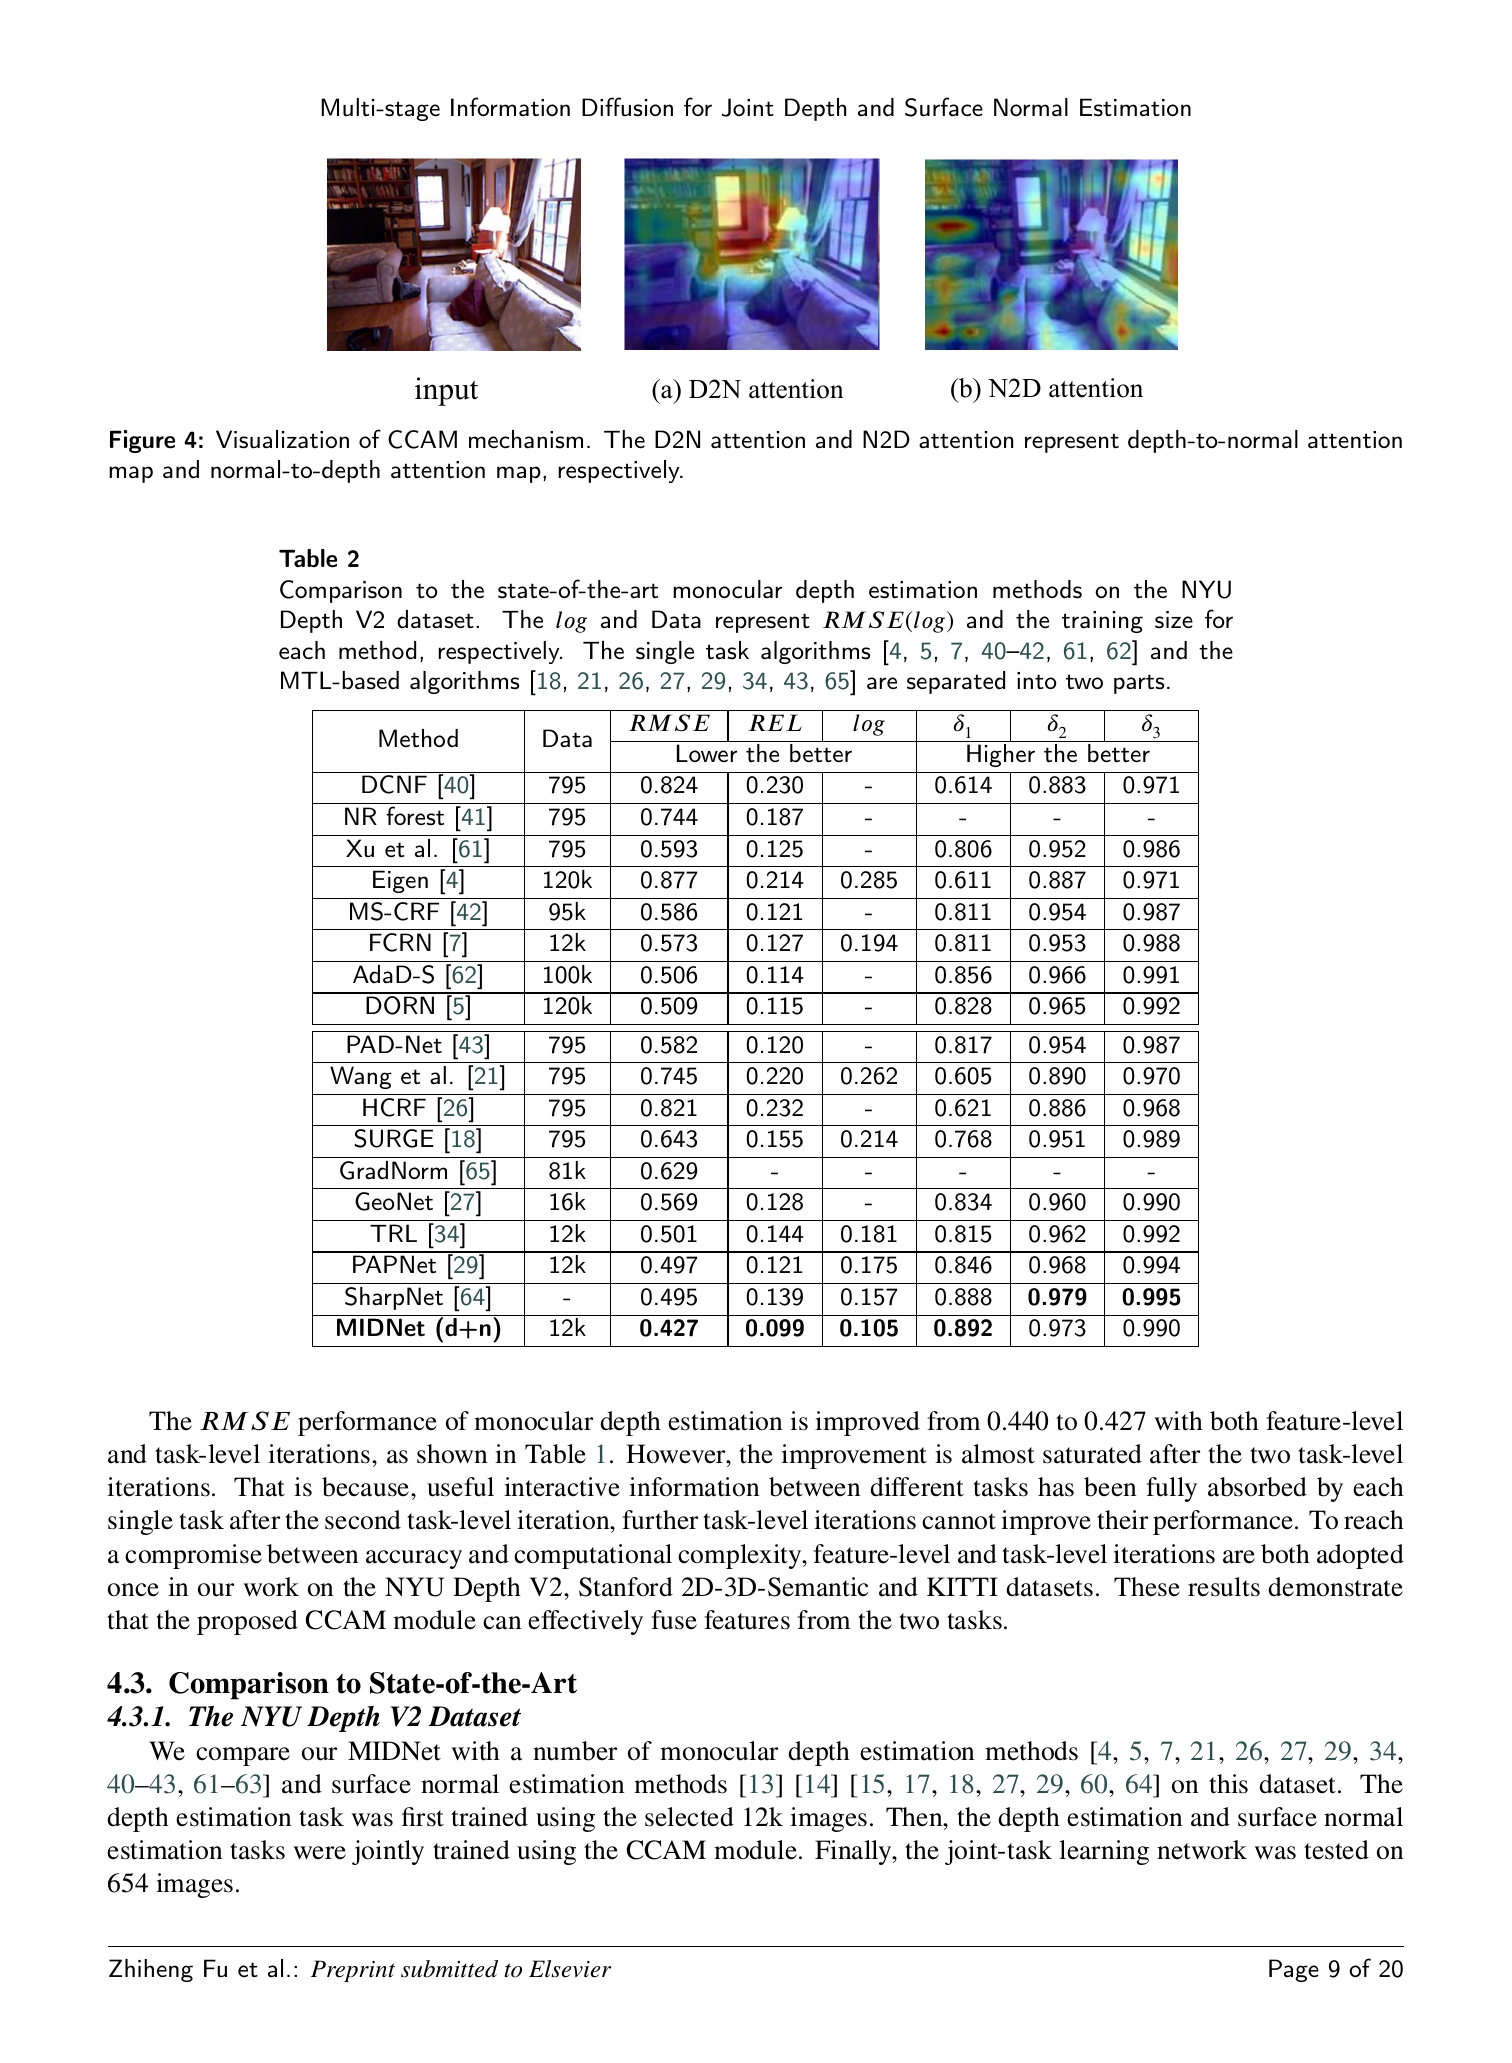 Multi-stage Information Diffusion for Joint Depth and Surface Normal Estimation
input
(a) D2N attention
(b) N2D attention
Figure 4: Visualization of CCAM mechanism. The D2N attention and N2D attention represent depth-to-normal attention
map and normal-to-depth attention map, respectively.
Table 2
Comparison to the state-of-the-art monocular depth estimation methods on the NYU
Depth V2 dataset. The log and Data represent RMSE(log) and the training size for
each method, respectively. The single task algorithms [4, 5, 7, 40–42, 61, 62] and the
MTL-based algorithms [18, 21, 26, 27, 29, 34, 43, 65] are separated into two parts.
Method Data RMSE REL log δ1 δ2 δ3
Lower the better Higher the better
DCNF [40] 795 0.824 0.230 - 0.614 0.883 0.971
NR forest [41] 795 0.744 0.187 - - - -
Xu et al. [61] 795 0.593 0.125 - 0.806 0.952 0.986
Eigen [4] 120k 0.877 0.214 0.285 0.611 0.887 0.971
MS-CRF [42] 95k 0.586 0.121 - 0.811 0.954 0.987
FCRN [7] 12k 0.573 0.127 0.194 0.811 0.953 0.988
AdaD-S [62] 100k 0.506 0.114 - 0.856 0.966 0.991
DORN [5] 120k 0.509 0.115 - 0.828 0.965 0.992
PAD-Net [43] 795 0.582 0.120 - 0.817 0.954 0.987
Wang et al. [21] 795 0.745 0.220 0.262 0.605 0.890 0.970
HCRF [26] 795 0.821 0.232 - 0.621 0.886 0.968
SURGE [18] 795 0.643 0.155 0.214 0.768 0.951 0.989
GradNorm [65] 81k 0.629 - - - - -
GeoNet [27] 16k 0.569 0.128 - 0.834 0.960 0.990
TRL [34] 12k 0.501 0.144 0.181 0.815 0.962 0.992
PAPNet [29] 12k 0.497 0.121 0.175 0.846 0.968 0.994
SharpNet [64] - 0.495 0.139 0.157 0.888 0.979 0.995
MIDNet (d+n) 12k 0.427 0.099 0.105 0.892 0.973 0.990
The RMSE performance of monocular depth estimation is improved from 0.440 to 0.427 with both feature-level
and task-level iterations, as shown in Table 1. However, the improvement is almost saturated after the two task-level
iterations. That is because, useful interactive information between different tasks has been fully absorbed by each
single task after the second task-level iteration, further task-level iterations cannot improve their performance. To reach
a compromise between accuracy and computational complexity, feature-level and task-level iterations are both adopted
once in our work on the NYU Depth V2, Stanford 2D-3D-Semantic and KITTI datasets. These results demonstrate
that the proposed CCAM module can effectively fuse features from the two tasks.
4.3. Comparison to State-of-the-Art
4.3.1. The NYU Depth V2 Dataset
We compare our MIDNet with a number of monocular depth estimation methods [4, 5, 7, 21, 26, 27, 29, 34,
40–43, 61–63] and surface normal estimation methods [13] [14] [15, 17, 18, 27, 29, 60, 64] on this dataset. The
depth estimation task was first trained using the selected 12k images. Then, the depth estimation and surface normal
estimation tasks were jointly trained using the CCAM module. Finally, the joint-task learning network was tested on
654 images.
Zhiheng Fu et al.: Preprint submitted to Elsevier
Page 9 of 20